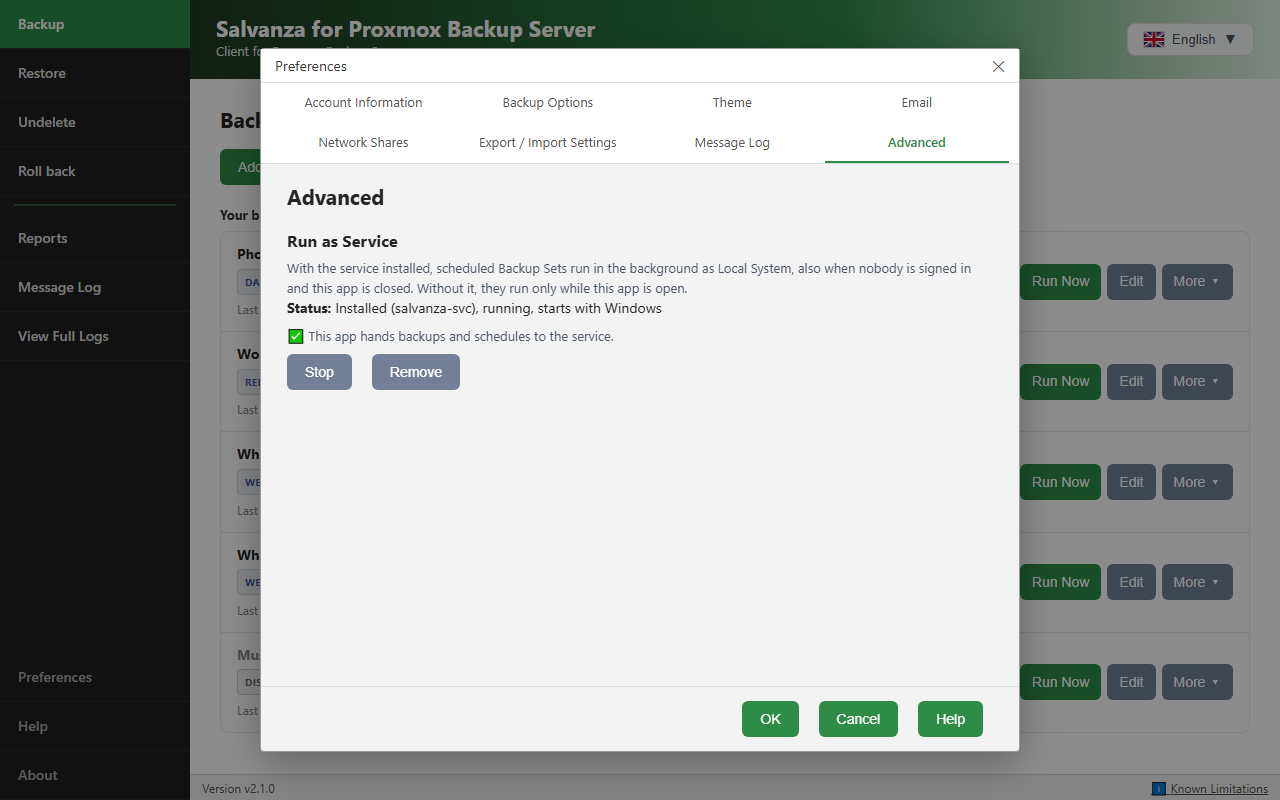 Backup
Restore
Undelete
Roll back
Reports
Message Log
View Full Logs
Preferences
Help
About
Salvanza for Proxmox Backup Server
Client
English ▼
Preferences
Account Information
Backup Options
Theme
Email
Network Shares
Export / Import Settings
Message Log
Advanced
Advanced
Run as Service
With the service installed, scheduled Backup Sets run in the background as Local System, also when nobody is signed in
and this app is closed. Without it, they run only while this app is open.
Status: Installed (salvanza-svc), running, starts with Windows
This app hands backups and schedules to the service.
Stop
Remove
OK
Cancel
Help
Your
Last
Run Now
Edit
More ▼
Last
Run Now
Edit
More ▼
Last
Run Now
Edit
More ▼
Last
Run Now
Edit
More ▼
Last
Run Now
Edit
More ▼
Version v2.1.0
Known Limitations